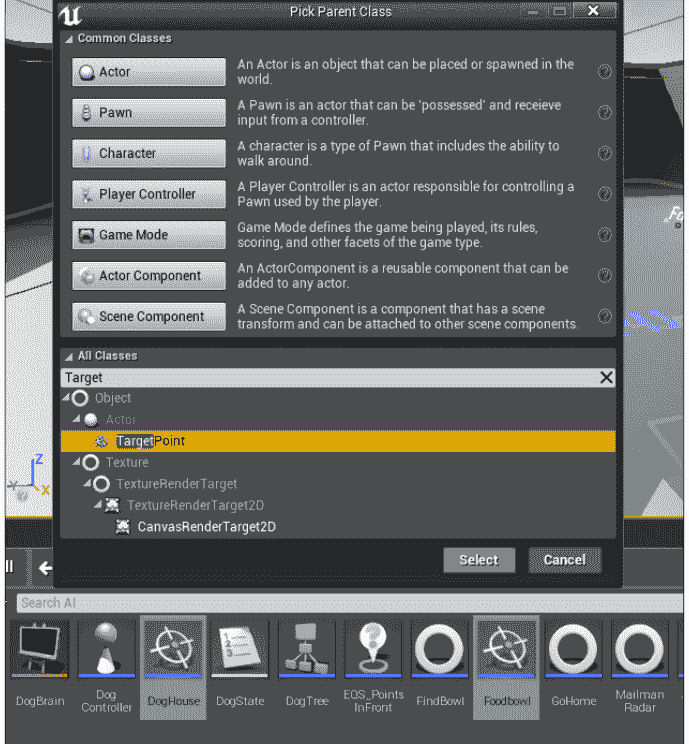 Pick Parent Class
Common Classes
Actor
An Actor is an object that can be placed or spawned in the
world.
Pawn
A Pawn is an actor that can be 'possessed' and receieve
input from a controller.
Character
A character is a type of Pawn that includes the ability to
walk around.
Player Controller
A Player Controller is an actor responsible for controlling a
Pawn used by the player.
Game Mode
Game Mode defines the game being played, its rules,
scoring, and other facets of the game type.
Actor Component
An ActorComponent is a reusable component that can be
added to any actor.
Scene Component
A Scene Component is a component that has a scene
transform and can be attached to other scene components.
All Classes
Target
Object
Actor
TargetPoint
Texture
TextureRenderTarget
TextureRenderTarget2D
CanvasRenderTarget2D
Select
Cancel
Z
Y
X
Search AI
DogBrain
Dog
Controller
DogHouse
DogState
DogTree
EQS_Points
InFront
FindBowl
Foodbowl
GoHome
Mailman
Radar